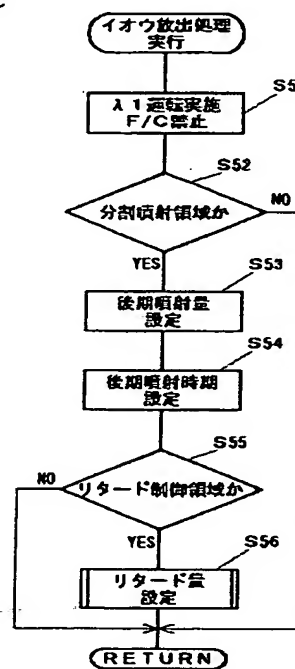 イオウ放出処理
実行
S5
λ1運転実施
F/C禁止
S52
分割噴射領域か
NO
YES
S53
後期噴射量
設定
S54
後期噴射時期
設定
S55
NO
リタード制御領域か
YES
S56
リタード量
設定
RETURN